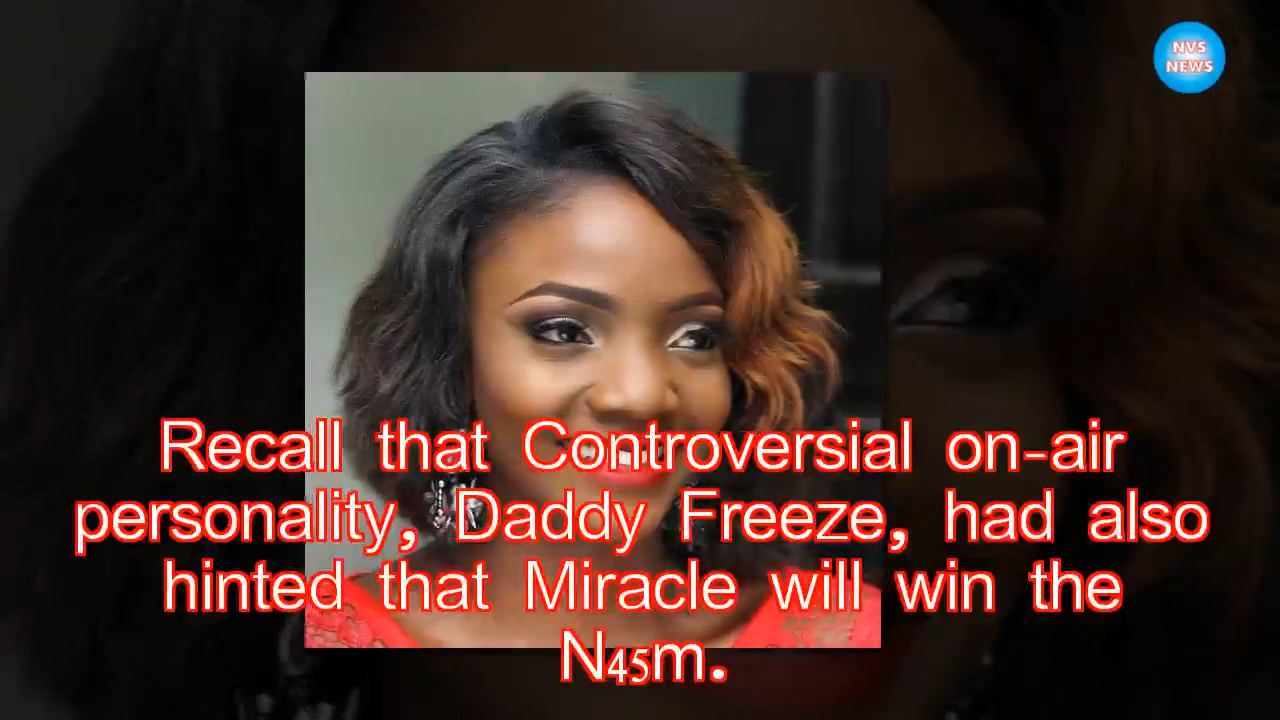 NVS
NEWS
Recall that Controversial on-air
personality, Daddy Freeze, had also
hinted that Miracle will win the
N45m.